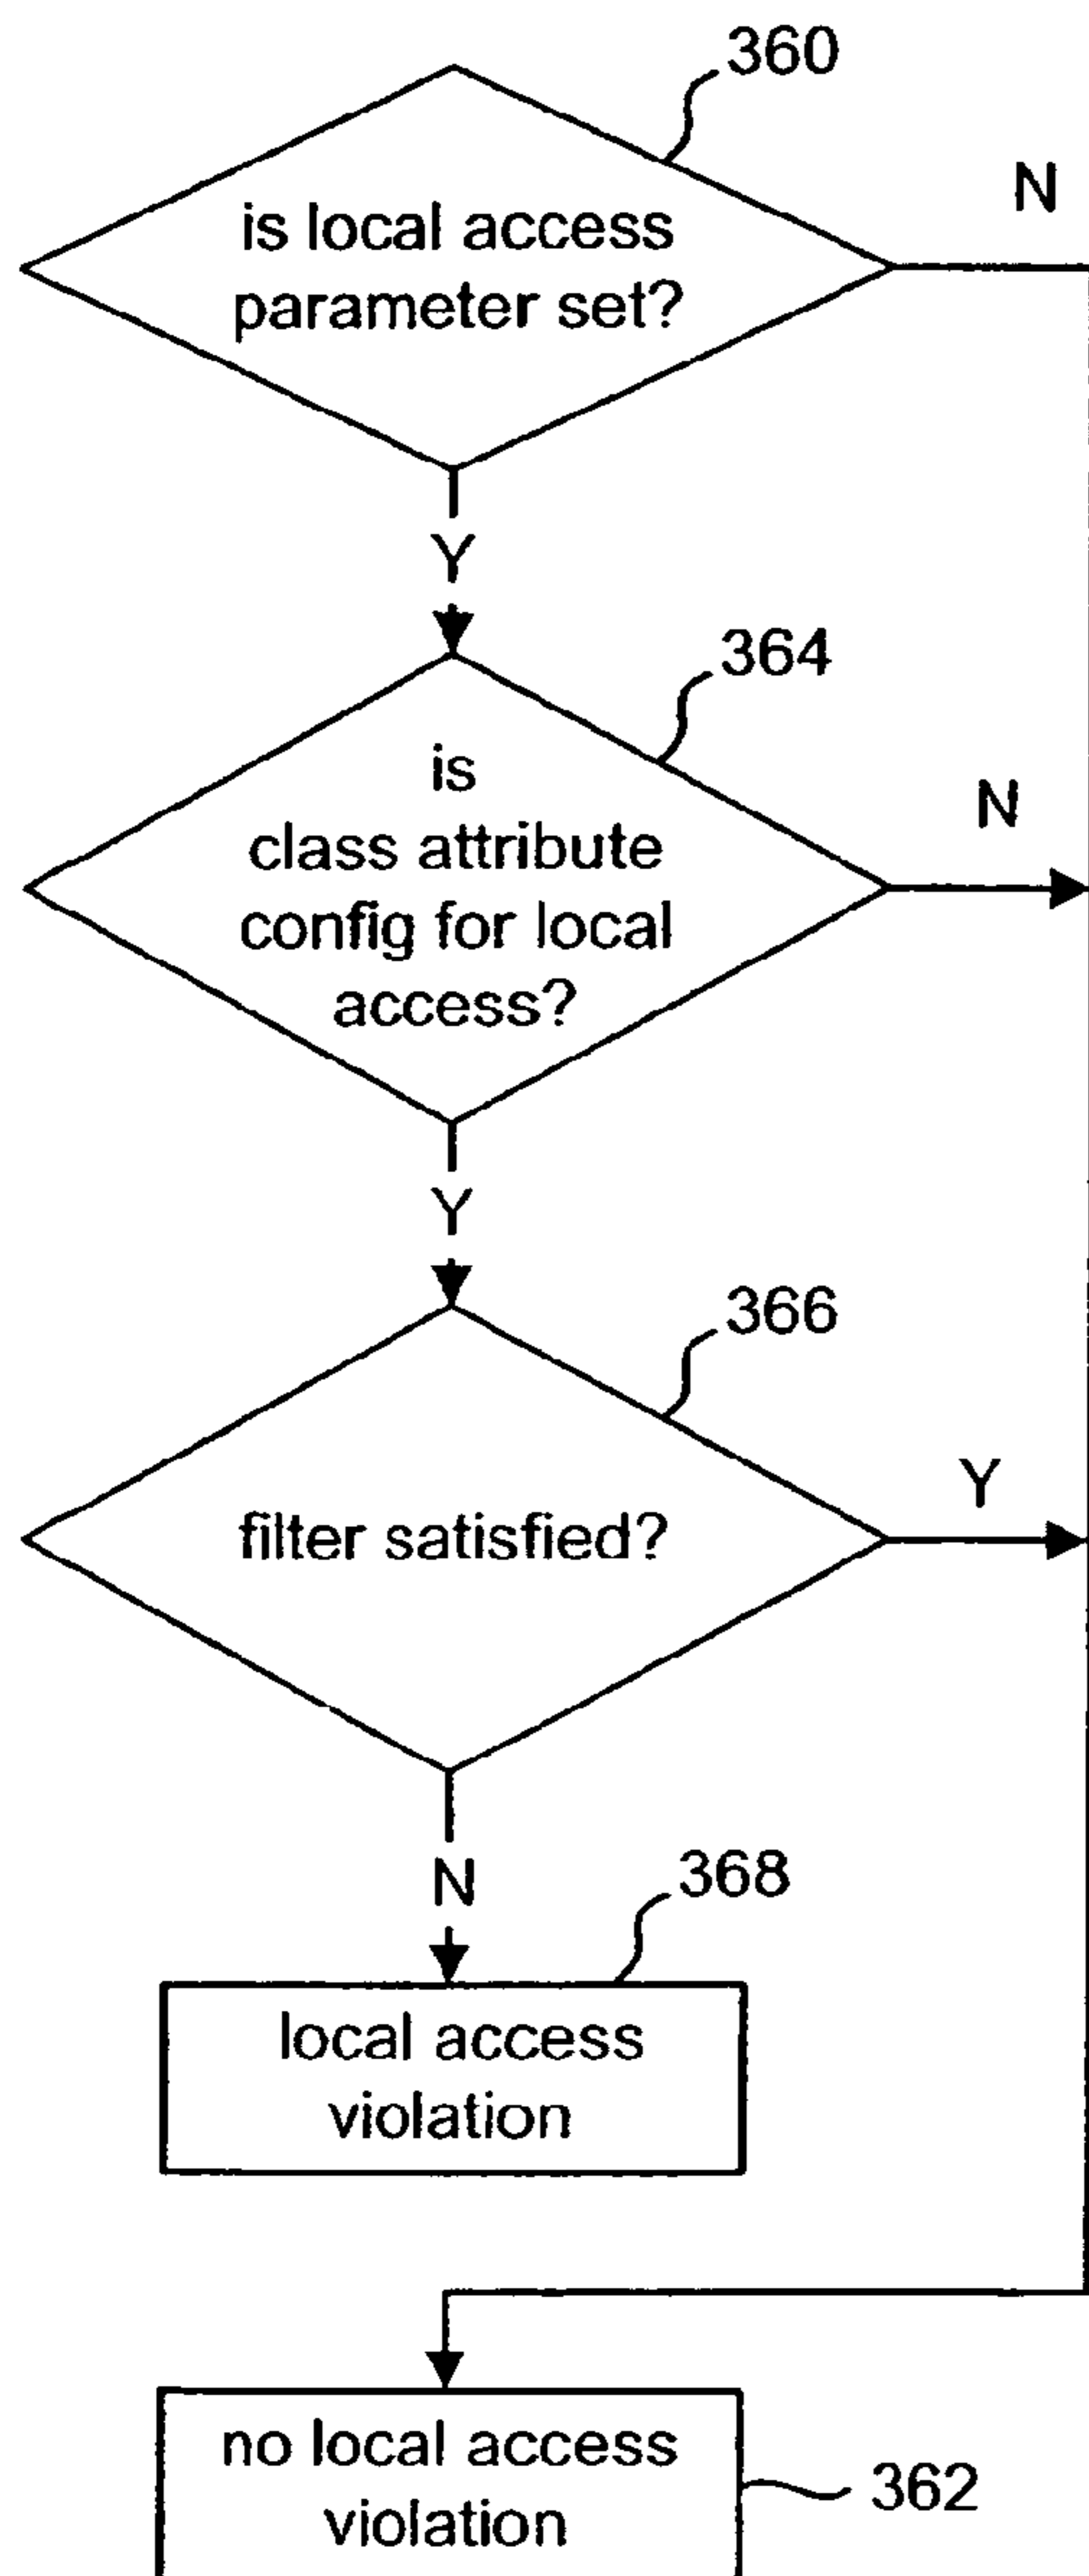 360
N
is local access
parameter set?
Y
364
is
class attribute
config for local
access?
N
Y
366
filter satisfied?
Y
N
368
local access
violation
no local access
violation
362